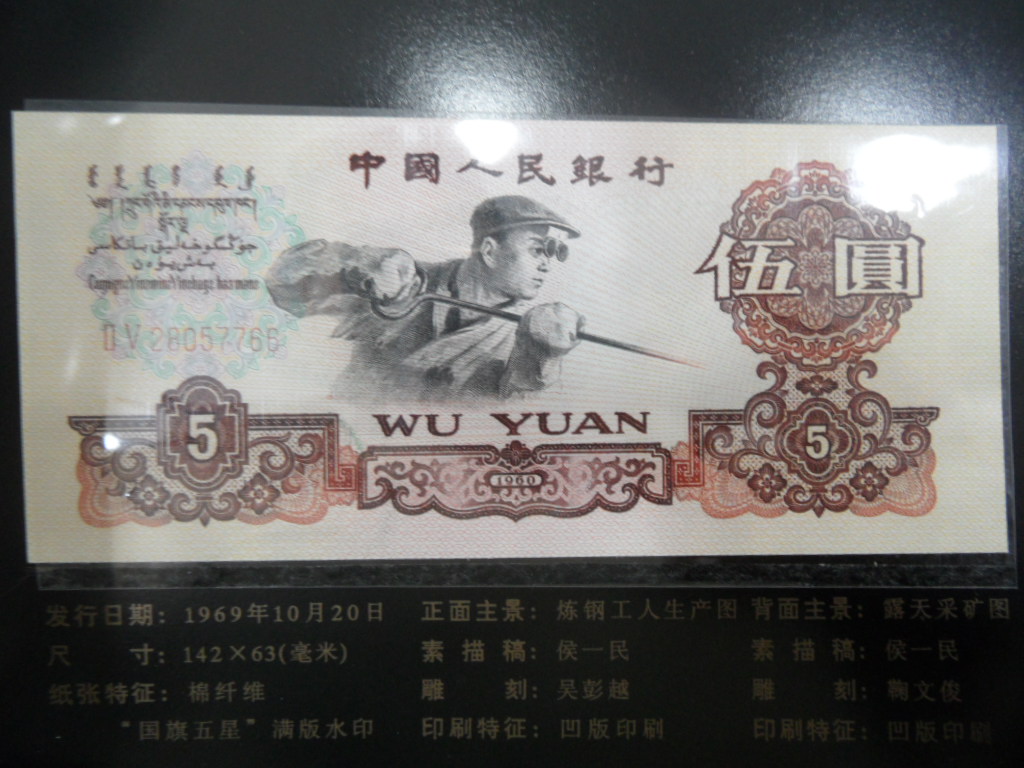 中國人民銀行
伍圓
ⅡV 28057766
5
WU YUAN
1960
5
发行日期：1969年10月20日
尺 寸：142×63(毫米)
纸张特征：棉纤维
“国旗五星”满版水印
正面主景：炼钢工人生产图
素描稿：侯一民
雕 刻：吴彭越
印刷特征：凹版印刷
背面主景：露天采矿图
素描稿：侯一民
雕 刻：鞠文俊
印刷特征：凹版印刷